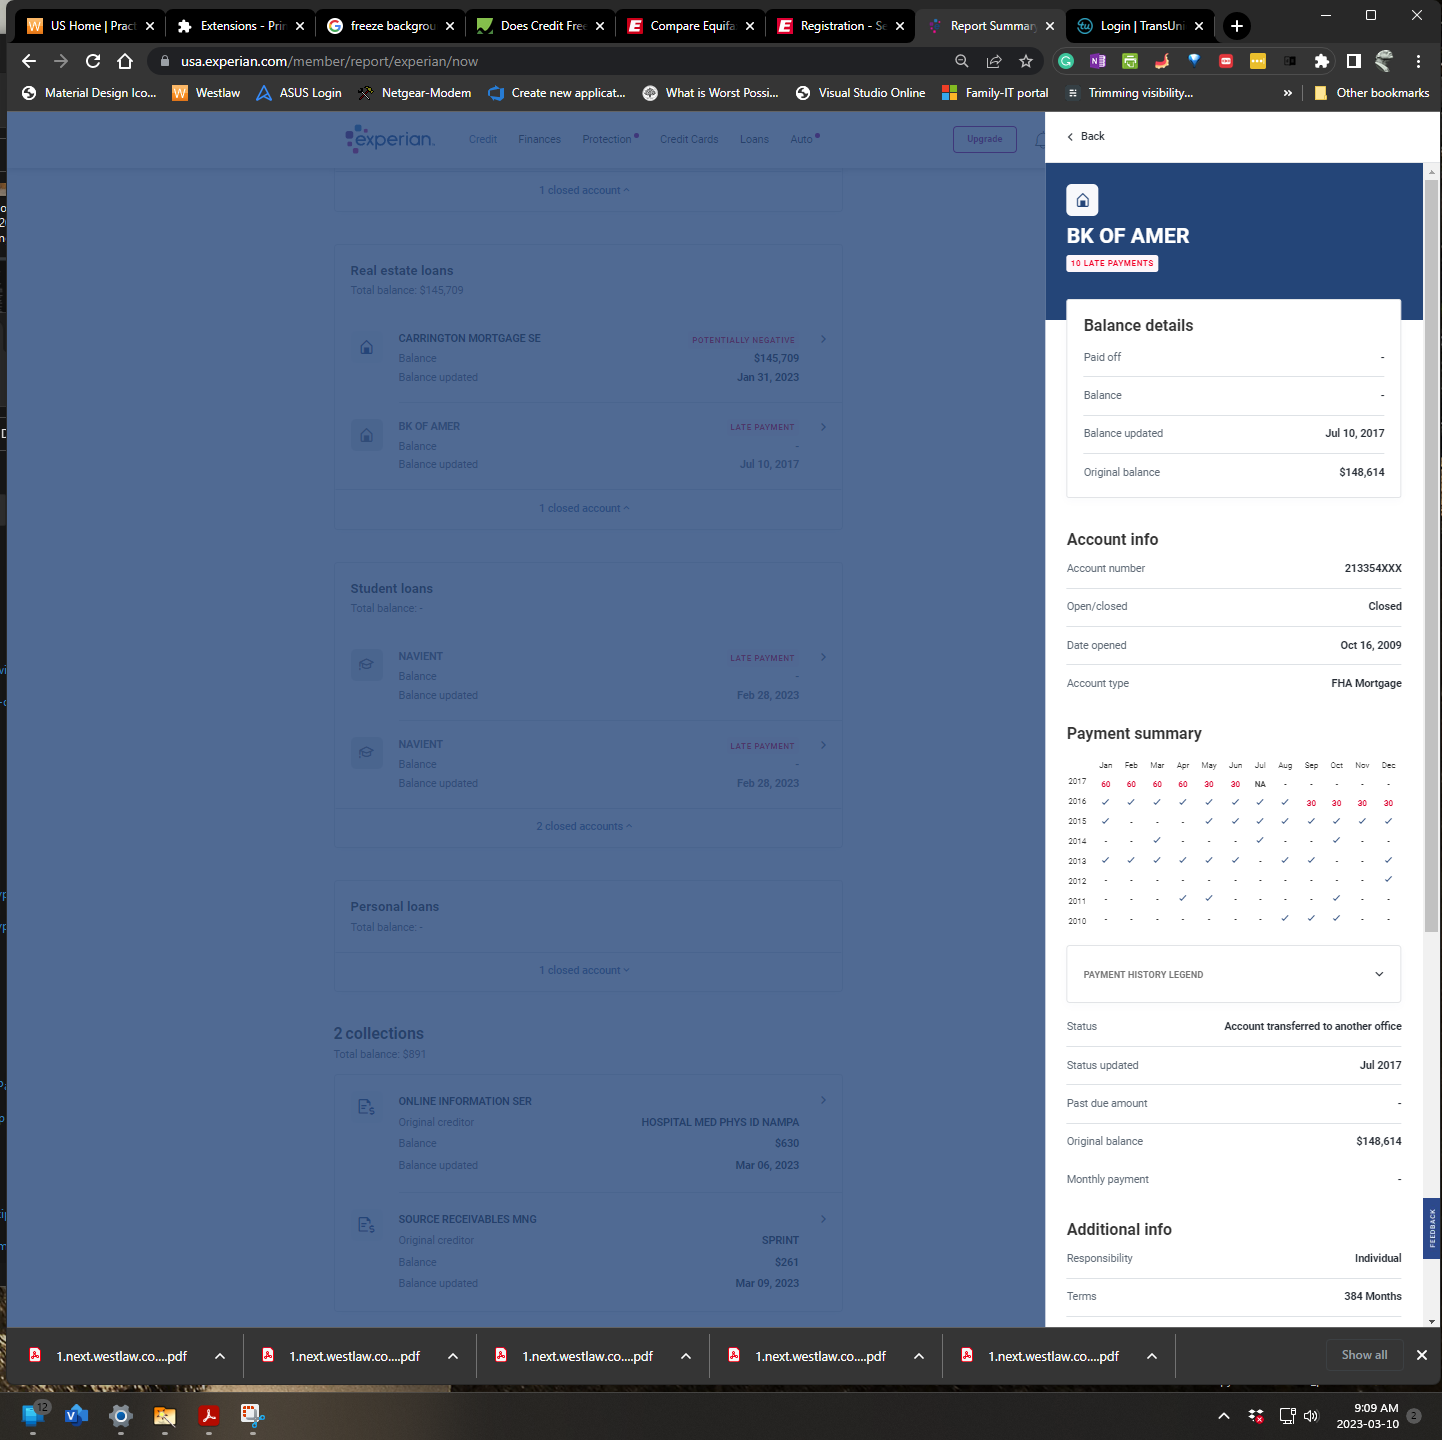 US Home | Pract
Extensions - Prin
freeze backgrou
Does Credit Free
Compare Equifa
Registration - Se
Report Summary
Login | TransUni
usa.experian.com/member/report/experian/now
Material Design Ico...
Westlaw
ASUS Login
Netgear-Modem
Create new applicat...
What is Worst Possi...
Visual Studio Online
Family-IT portal
Trimming visibility...
»
Other bookmarks
experian.
Credit
Finances
Protection
Credit Cards
Loans
Auto
Upgrade
1 closed account
Real estate loans
Total balance: $145,709
CARRINGTON MORTGAGE SE
POTENTIALLY NEGATIVE
Balance $145,709
Balance updated Jan 31, 2023
BK OF AMER
LATE PAYMENT
Balance -
Balance updated Jul 10, 2017
1 closed account
Student loans
Total balance: -
NAVIENT
LATE PAYMENT
Balance -
Balance updated Feb 28, 2023
NAVIENT
LATE PAYMENT
Balance -
Balance updated Feb 28, 2023
2 closed accounts
Personal loans
Total balance: -
1 closed account
2 collections
Total balance: $891
ONLINE INFORMATION SER
Original creditor HOSPITAL MED PHYS ID NAMPA
Balance $630
Balance updated Mar 06, 2023
SOURCE RECEIVABLES MNG
Original creditor SPRINT
Balance $261
Balance updated Mar 09, 2023
Back
BK OF AMER
10 LATE PAYMENTS
Balance details
Paid off -
Balance -
Balance updated Jul 10, 2017
Original balance $148,614
Account info
Account number 213354XXX
Open/closed Closed
Date opened Oct 16, 2009
Account type FHA Mortgage
Payment summary
Jan Feb Mar Apr May Jun Jul Aug Sep Oct Nov Dec
2017 60 60 60 60 30 30 NA - - - - -
2016 ✓ ✓ ✓ ✓ ✓ ✓ ✓ ✓ 30 30 30 30
2015 ✓ - - - ✓ ✓ ✓ ✓ ✓ ✓ ✓ ✓
2014 - - ✓ - - - ✓ - - ✓ - -
2013 ✓ ✓ ✓ ✓ ✓ ✓ - ✓ ✓ - - ✓
2012 - - - - - - - - - - - ✓
2011 - - - ✓ ✓ - - - - ✓ - -
2010 - - - - - - - ✓ ✓ ✓ - -
PAYMENT HISTORY LEGEND
Status Account transferred to another office
Status updated Jul 2017
Past due amount -
Original balance $148,614
Monthly payment -
Additional info
Responsibility Individual
Terms 384 Months
FEEDBACK
1.next.westlaw.co....pdf
1.next.westlaw.co....pdf
1.next.westlaw.co....pdf
1.next.westlaw.co....pdf
1.next.westlaw.co....pdf
Show all
12
9:09 AM
2023-03-10
2